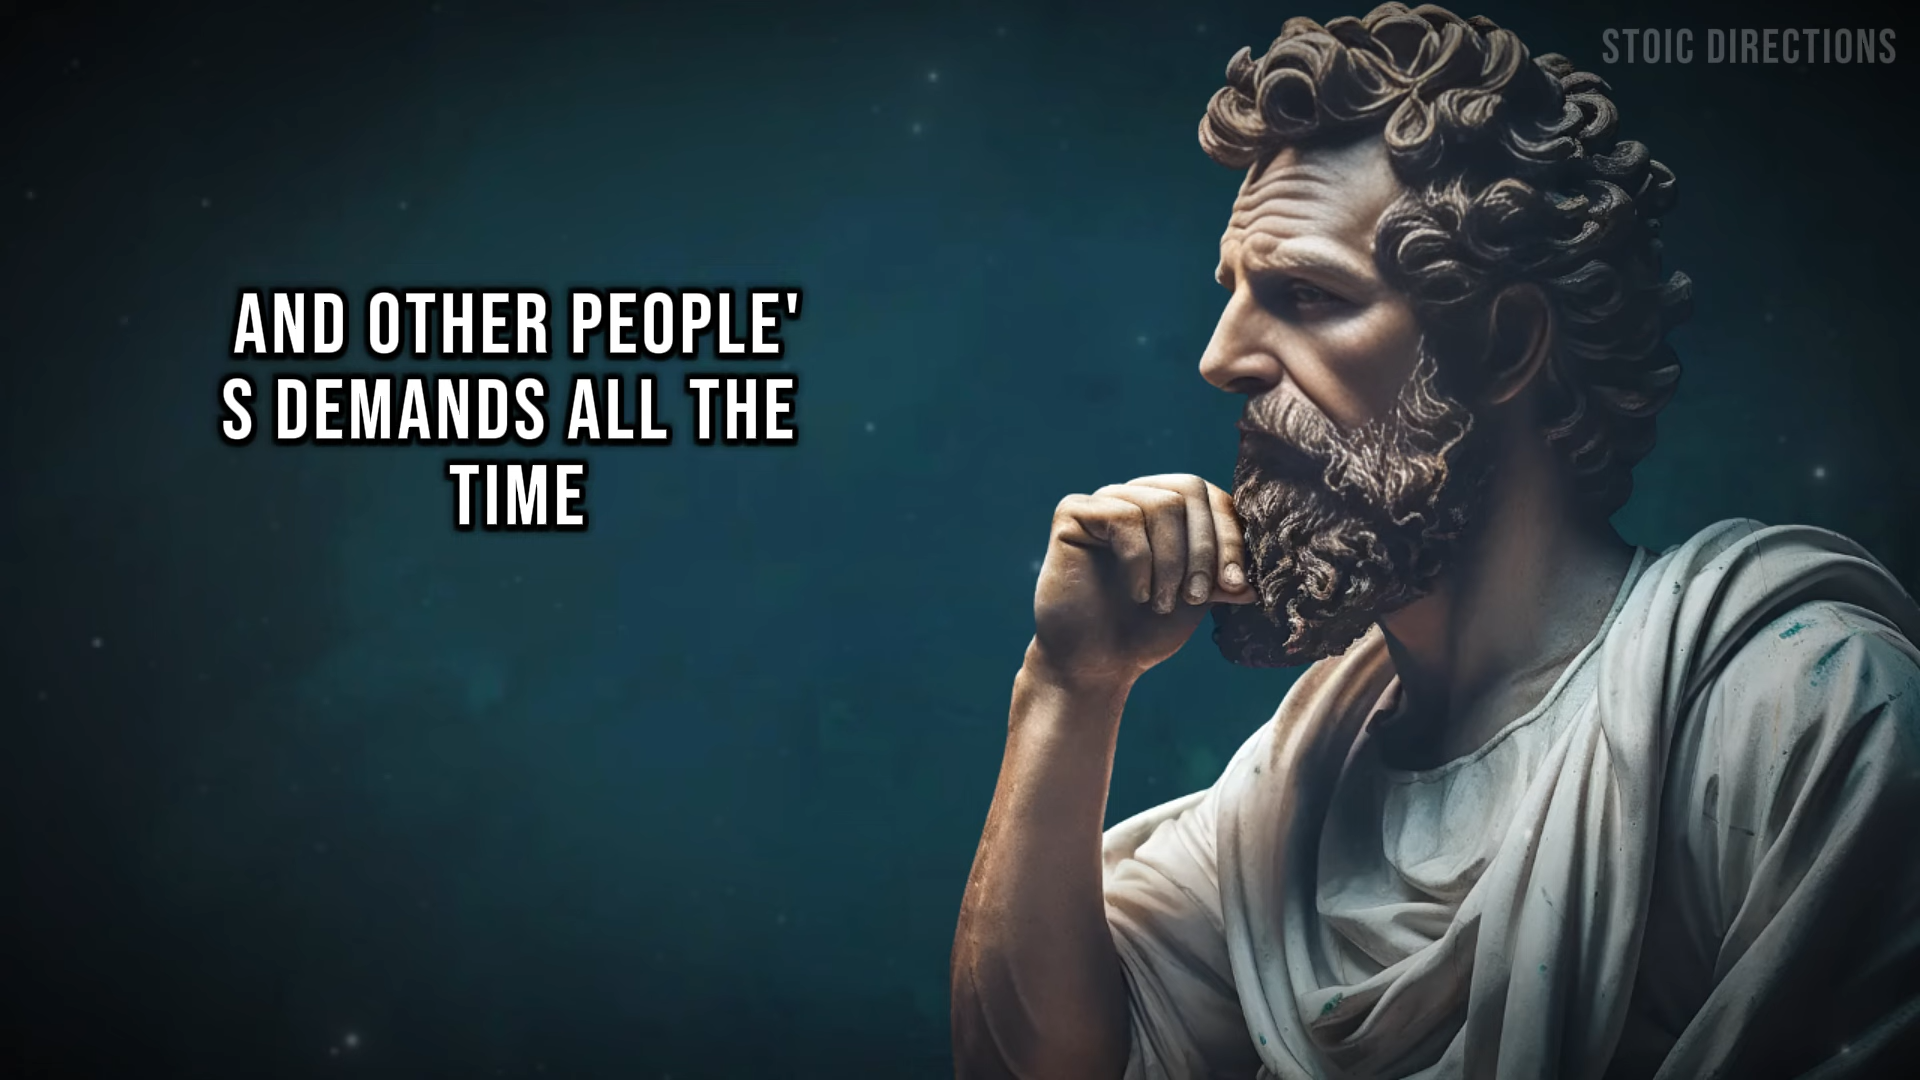 STOIC DIRECTIONS
AND OTHER PEOPLE'
S DEMANDS ALL THE
TIME